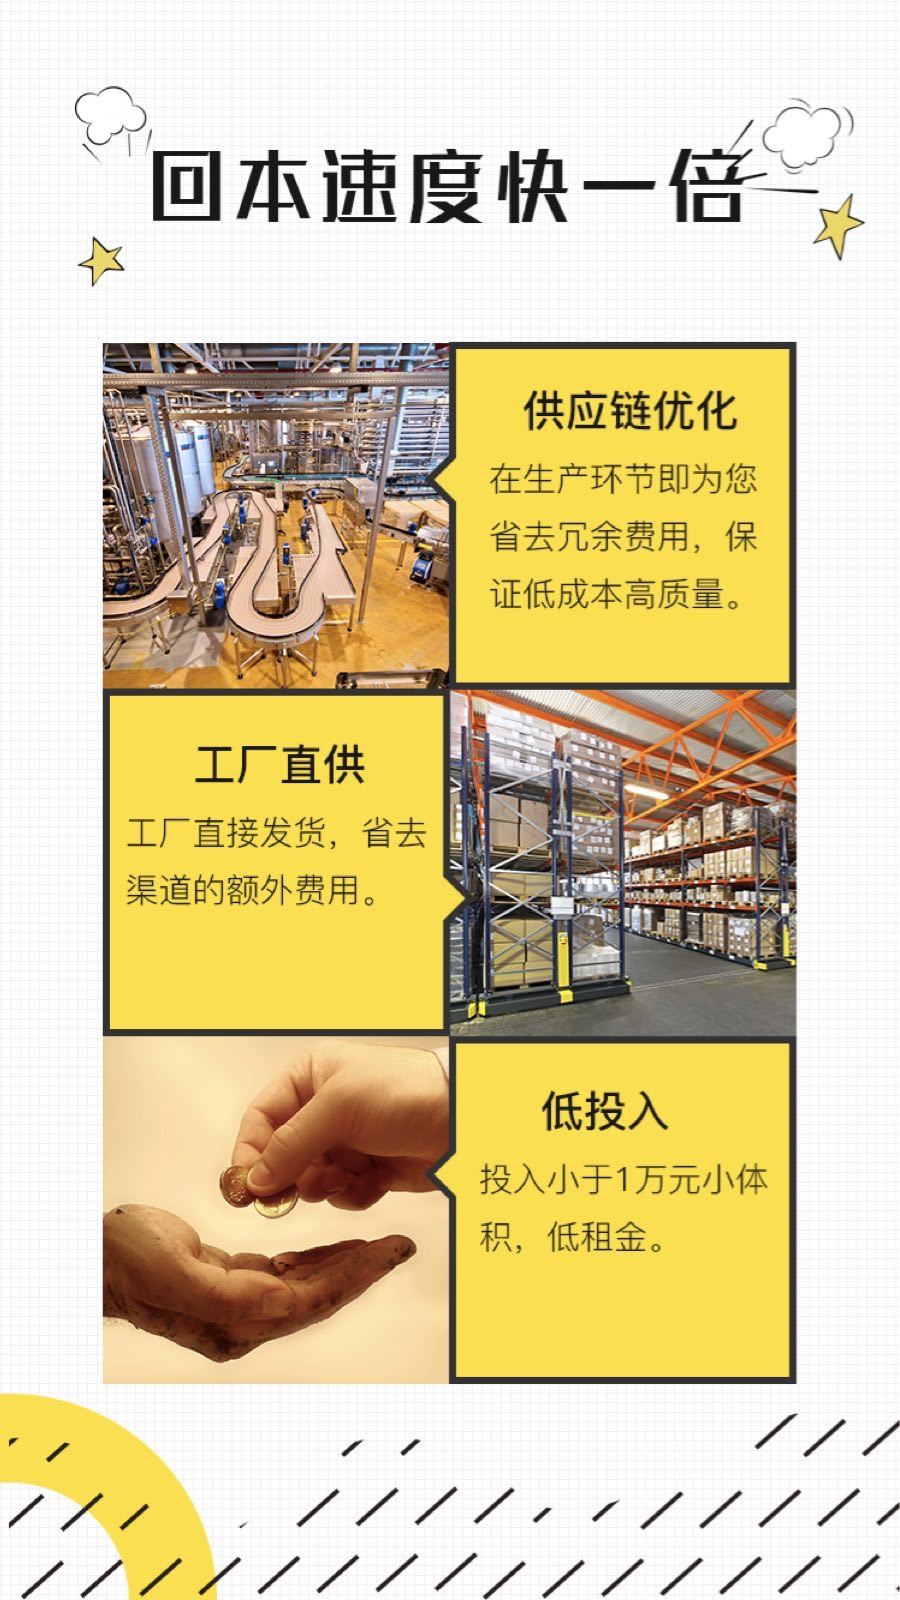 回本速度快一倍
供应链优化
在生产环节即为您
省去冗余费用，保
证低成本高质量。
工厂直供
工厂直接发货，省去
渠道的额外费用。
低投入
投入小于1万元小体
积，低租金。